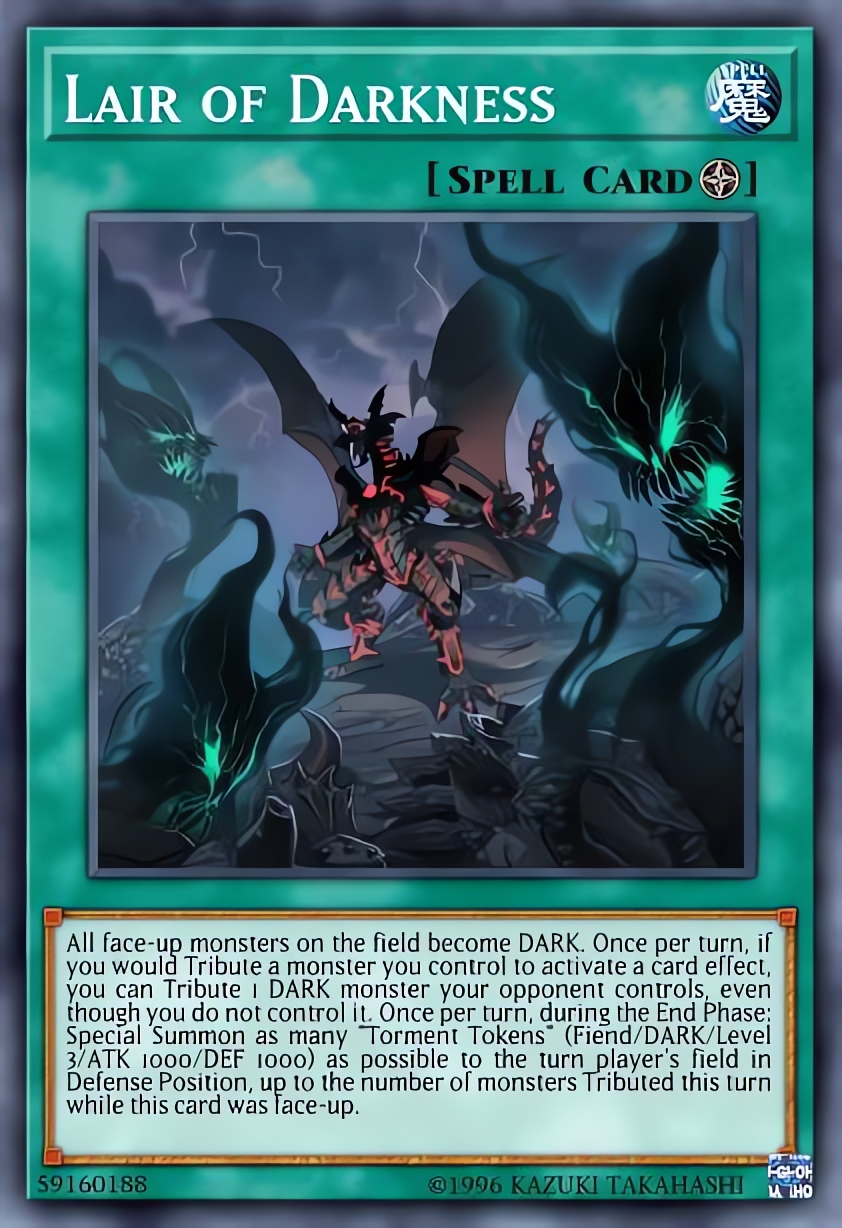 LAIR OF DARKNESS
魔
[SPELL CARD]
All face-up monsters on the field become DARK. Once per turn, if
you would Tribute a monster you control to activate a card effect,
you can Tribute 1 DARK monster your opponent controls, even
though you do not control it. Once per turn, during the End Phase:
Special Summon as many "Torment Tokens" (Fiend/DARK/Level
3/ATK 1000/DEF 1000) as possible to the turn player's field in
Defense Position, up to the number of monsters Tributed this turn
while this card was face-up.
59160188 ©1996 KAZUKI TAKAHASHI